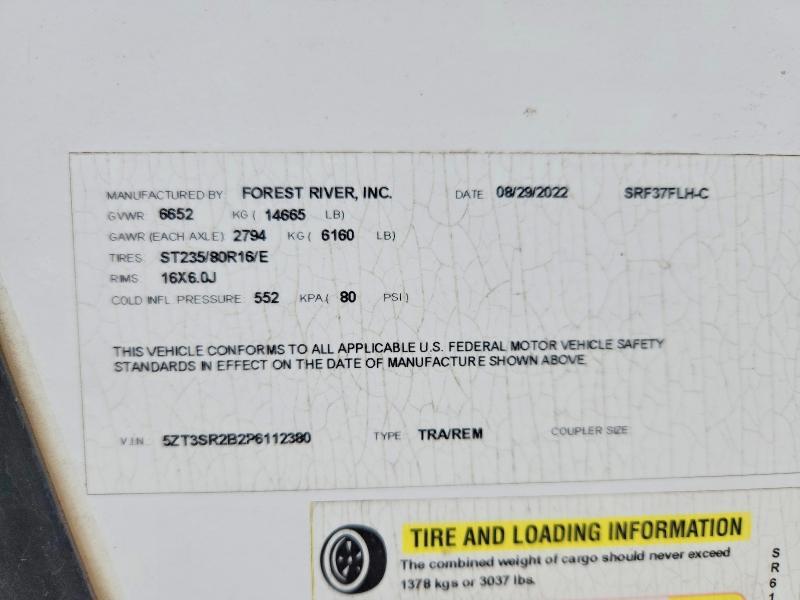 MANUFACTURED BY FOREST RIVER, INC. DATE 08/29/2022 SRF37FLH-C
GVWR 6652 KG ( 14665 LB)
GAWR (EACH AXLE) 2794 KG ( 6160 LB)
TIRES ST235/80R16/E
RIMS 16X6.0J
COLD INFL PRESSURE 552 KPA( 80 PSI )
THIS VEHICLE CONFORMS TO ALL APPLICABLE U.S. FEDERAL MOTOR VEHICLE SAFETY
STANDARDS IN EFFECT ON THE DATE OF MANUFACTURE SHOWN ABOVE
V.I.N. 5ZT3SR2B2P6112380 TYPE TRA/REM COUPLER SIZE
TIRE AND LOADING INFORMATION
The combined weight of cargo should never exceed
1378 kgs or 3037 lbs.
SR61